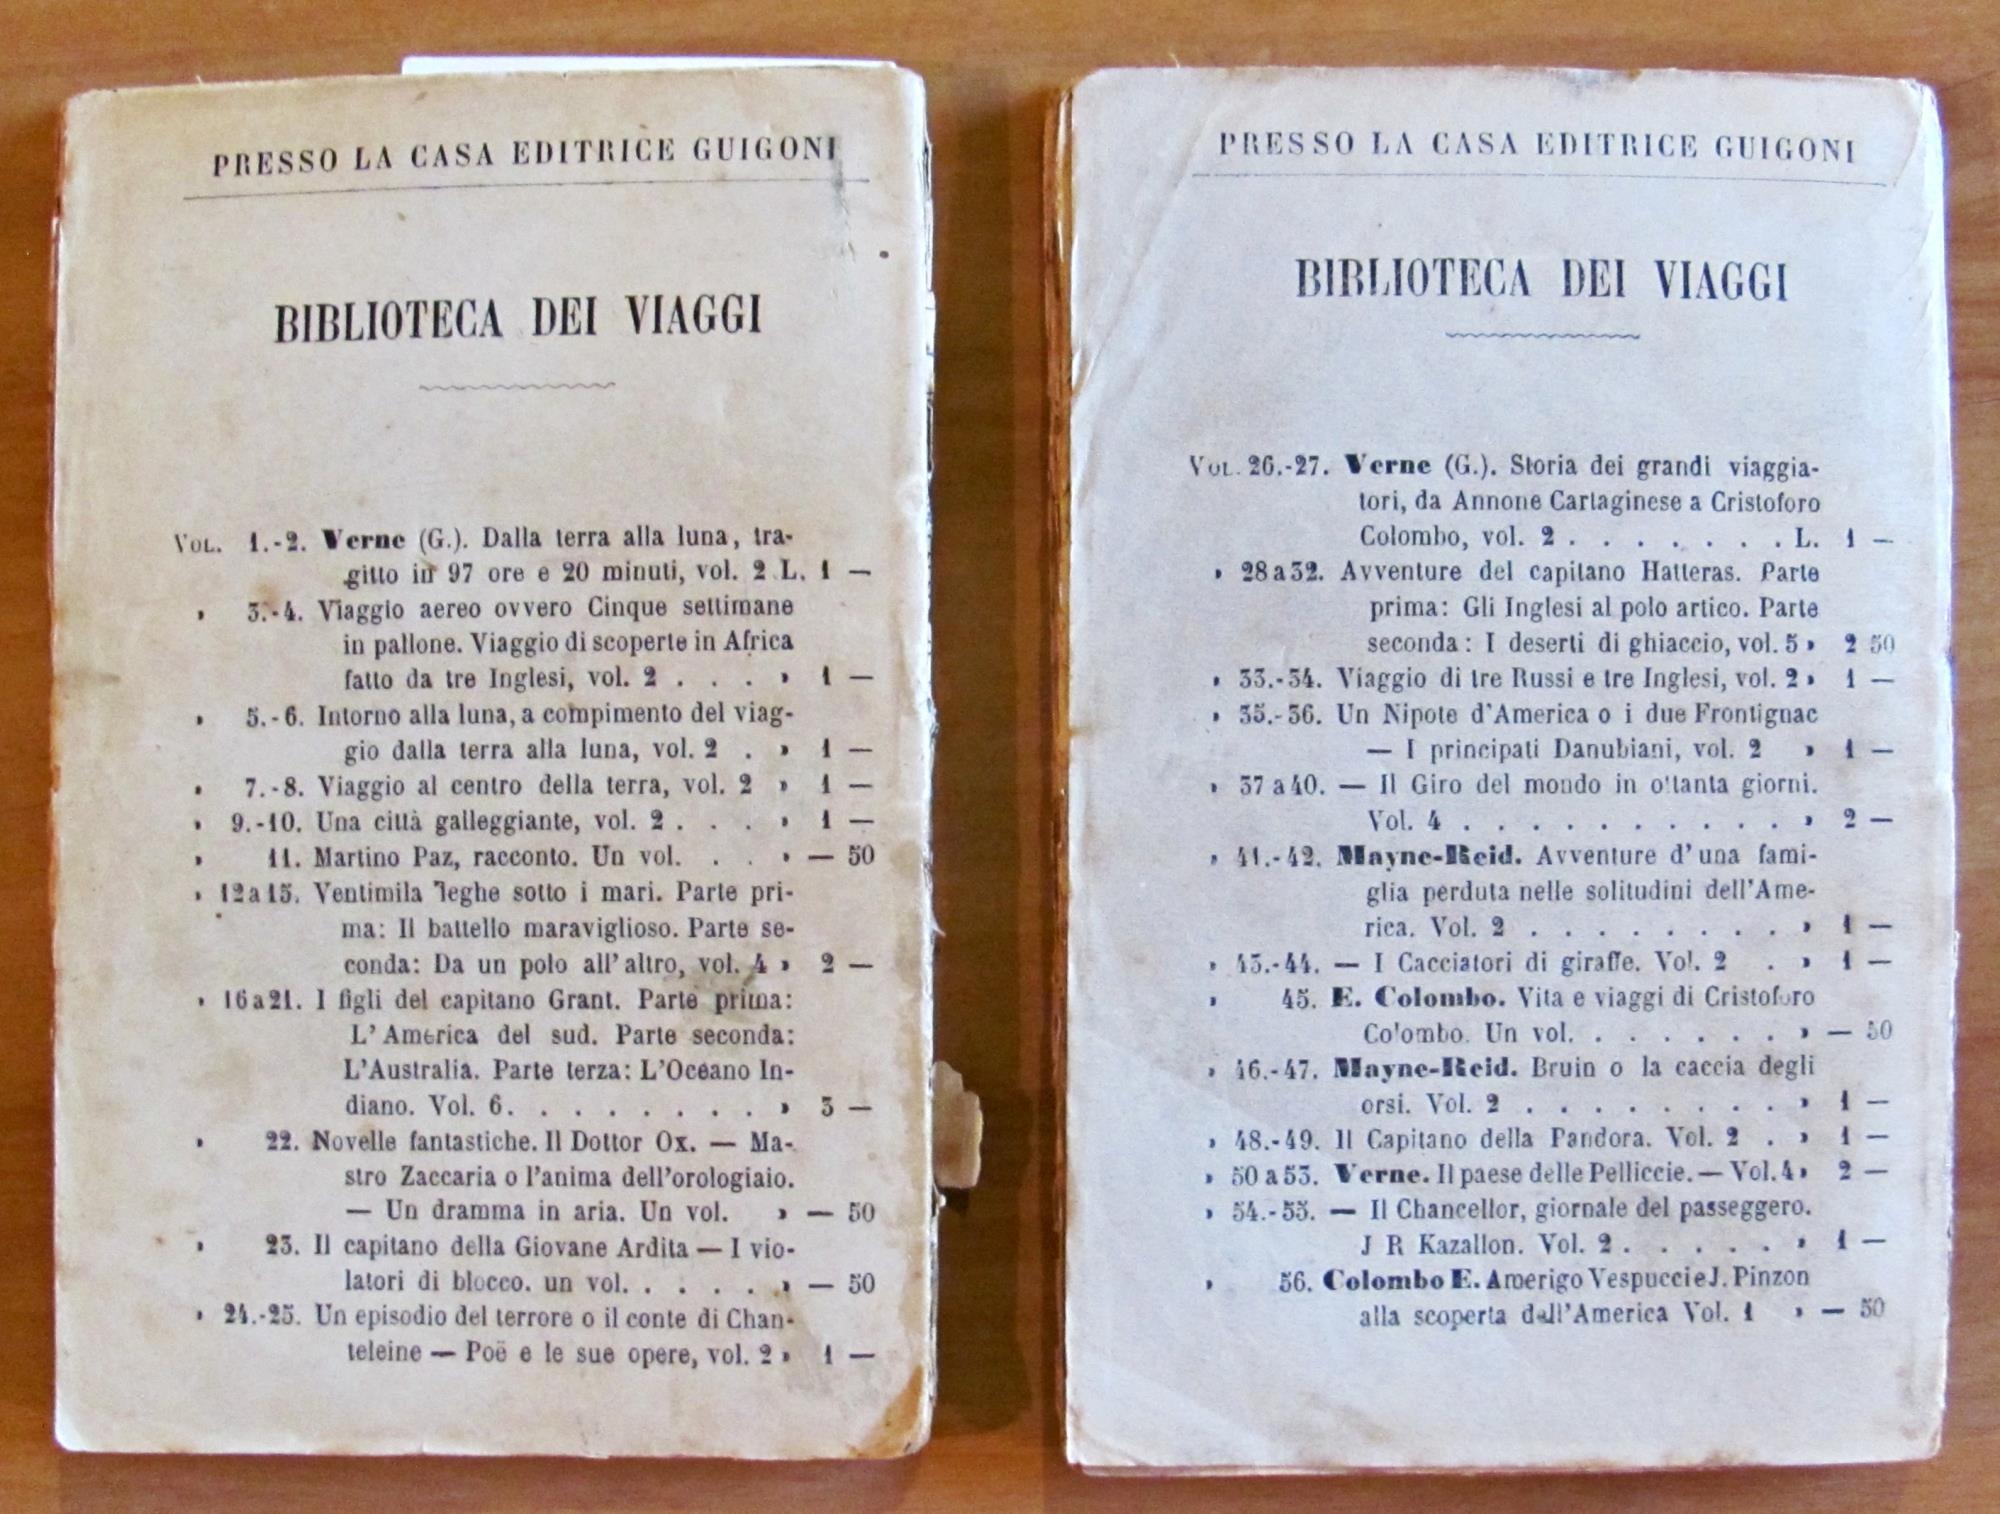 PRESSO LA CASA EDITRICE GUIGONI
BIBLIOTECA DEI VIAGGI
VOL. 1.-2. Verne (G.). Dalla terra alla luna, tra-
gitto in 97 ore e 20 minuti, vol. 2 L. 1 —
» 3.-4. Viaggio aereo ovvero Cinque settimane
in pallone. Viaggio di scoperte in Africa
fatto da tre Inglesi, vol. 2 . . . » 1 —
» 5.-6. Intorno alla luna, a compimento del viag-
gio dalla terra alla luna, vol. 2 . » 1 —
» 7.-8. Viaggio al centro della terra, vol. 2 » 1 —
» 9.-10. Una città galleggiante, vol. 2 . . . » 1 —
» 11. Martino Paz, racconto. Un vol. . . » — 50
» 12 a 15. Ventimila leghe sotto i mari. Parte pri-
ma: Il battello maraviglioso. Parte se-
conda: Da un polo all'altro, vol. 4 » 2 —
» 16 a 21. I figli del capitano Grant. Parte prima:
L'America del sud. Parte seconda:
L'Australia. Parte terza: L'Oceano In-
diano. Vol. 6. . . . . . . . . » 3 —
» 22. Novelle fantastiche. Il Dottor Ox. — Ma-
stro Zaccaria o l'anima dell'orologiaio.
— Un dramma in aria. Un vol. » — 50
» 23. Il capitano della Giovane Ardita — I vio-
latori di blocco. un vol. . . . . . » — 50
» 24.-25. Un episodio del terrore o il conte di Chan-
teleine — Poë e le sue opere, vol. 2 » 1 —
PRESSO LA CASA EDITRICE GUIGONI
BIBLIOTECA DEI VIAGGI
VOL. 26.-27. Verne (G.). Storia dei grandi viaggia-
tori, da Annone Cartaginese a Cristoforo
Colombo, vol. 2 . . . . . . . . L. 1 —
» 28 a 32. Avventure del capitano Hatteras. Parte
prima: Gli Inglesi al polo artico. Parte
seconda: I deserti di ghiaccio, vol. 5 » 2 50
» 33.-34. Viaggio di tre Russi e tre Inglesi, vol. 2 » 1 —
» 35.-36. Un Nipote d'America o i due Frontignac
— I principati Danubiani, vol. 2 » 1 —
» 37 a 40. — Il Giro del mondo in ottanta giorni.
Vol. 4 . . . . . . . . . . . . » 2 —
» 41.-42. Mayne-Reid. Avventure d'una fami-
glia perduta nelle solitudini dell'Ame-
rica. Vol. 2 . . . . . . . . . . » 1 —
» 43.-44. — I Cacciatori di giraffe. Vol. 2 . » 1 —
» 45. E. Colombo. Vita e viaggi di Cristoforo
Colombo. Un vol. . . . . . . . » — 50
» 46.-47. Mayne-Reid. Bruin o la caccia degli
orsi. Vol. 2 . . . . . . . . . » 1 —
» 48.-49. Il Capitano della Pandora. Vol. 2 . » 1 —
» 50 a 53. Verne. Il paese delle Pelliccie. — Vol. 4 » 2 —
» 54.-55. — Il Chancellor, giornale del passeggero.
J R Kazallon. Vol. 2 . . . . . . » 1 —
» 56. Colombo E. Amerigo Vespucci e J. Pinzon
alla scoperta dell'America Vol. 1 » — 50